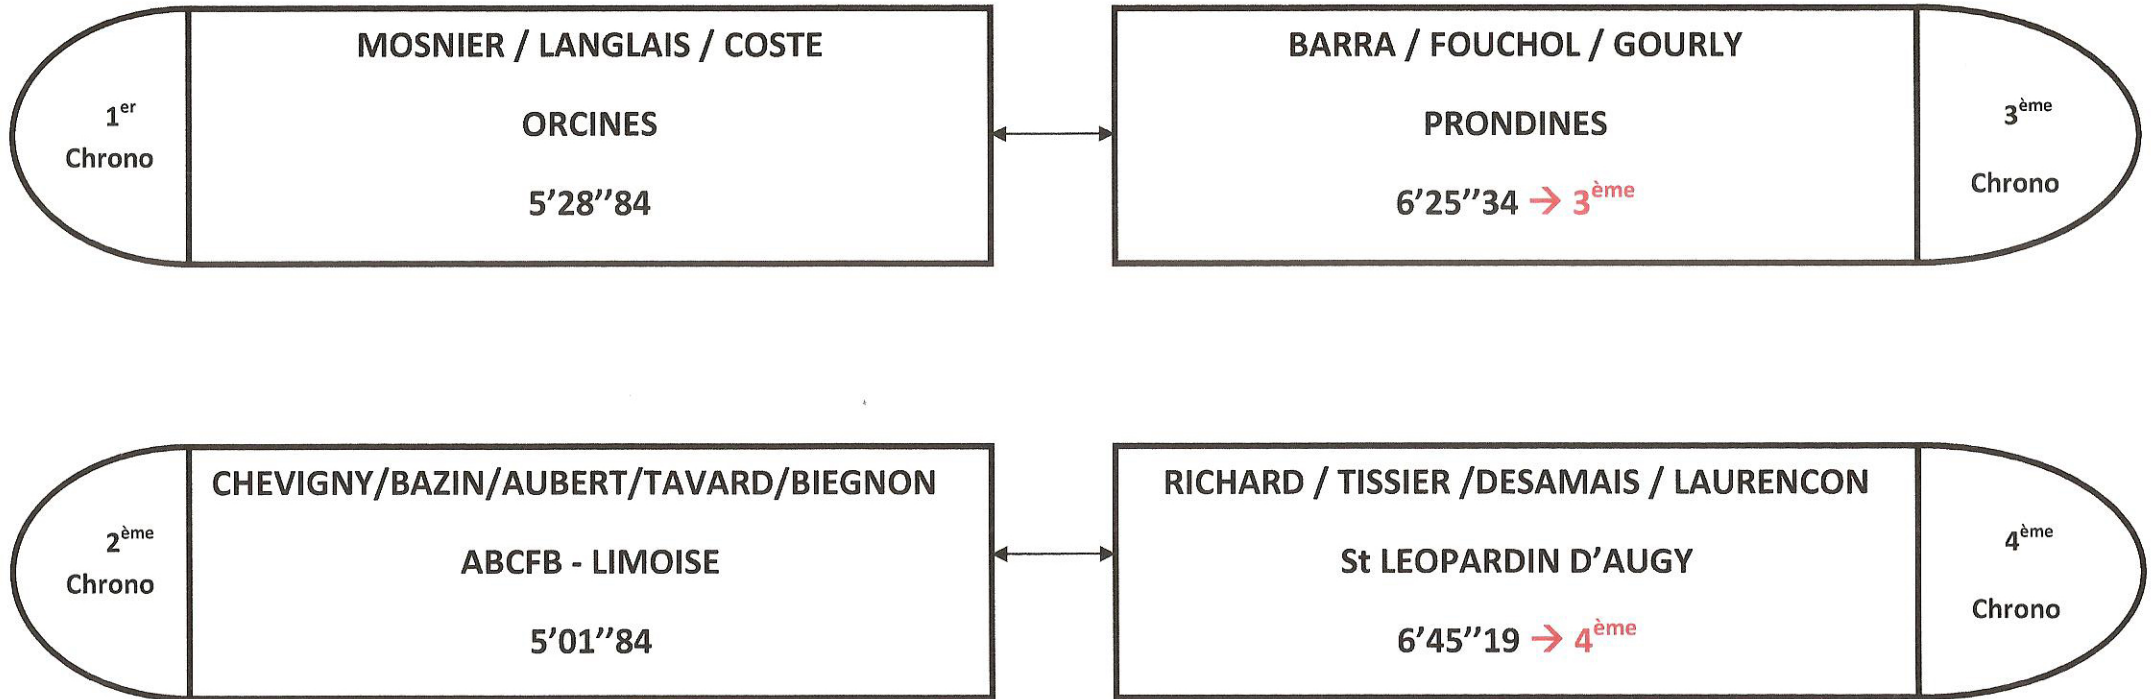 1er
Chrono
MOSNIER / LANGLAIS / COSTE
ORCINES
5’28’’84
BARRA / FOUCHOL / GOURLY
PRONDINES
6’25’’34 → 3ème
3ème
Chrono
2ème
Chrono
CHEVIGNY/BAZIN/AUBERT/TAVARD/BIEGNON
ABCFB - LIMOISE
5’01’’84
RICHARD / TISSIER /DESAMAIS / LAURENCON
St LEOPARDIN D’AUGY
6’45’’19 → 4ème
4ème
Chrono